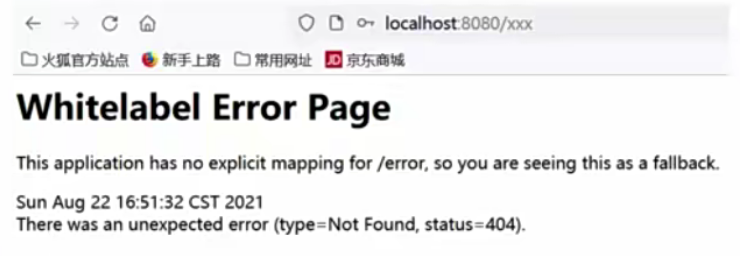 localhost:8080/xxx
火狐官方站点 新手上路 常用网址 JD 京东商城
Whitelabel Error Page
This application has no explicit mapping for /error, so you are seeing this as a fallback.
Sun Aug 22 16:51:32 CST 2021
There was an unexpected error (type=Not Found, status=404).